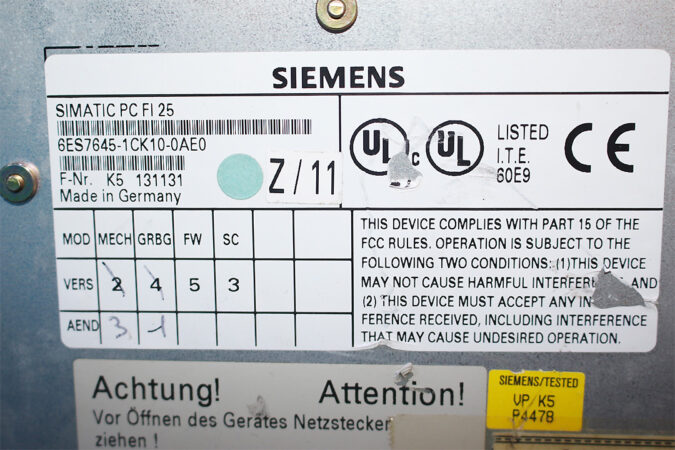 SIEMENS
SIMATIC PC FI 25
6ES7645-1CK10-0AE0
F-Nr. K5 131131
Made in Germany
Z/11
UL c UL
LISTED
I.T.E.
60E9
CE
MOD MECH GRBG FW SC
VERS 2 4 5 3
AEND 3 1
THIS DEVICE COMPLIES WITH PART 15 OF THE
FCC RULES. OPERATION IS SUBJECT TO THE
FOLLOWING TWO CONDITIONS: (1)THIS DEVICE
MAY NOT CAUSE HARMFUL AND
(2) THIS DEVICE MUST ACCEPT ANY IN
FERENCE RECEIVED, INCLUDING INTERFERENCE
THAT MAY CAUSE UNDESIRED OPERATION.
Achtung! Attention!
Vor Öffnen des Gerätes Netzstecker
ziehen !
SIEMENS/TESTED
VP/K5
P4478